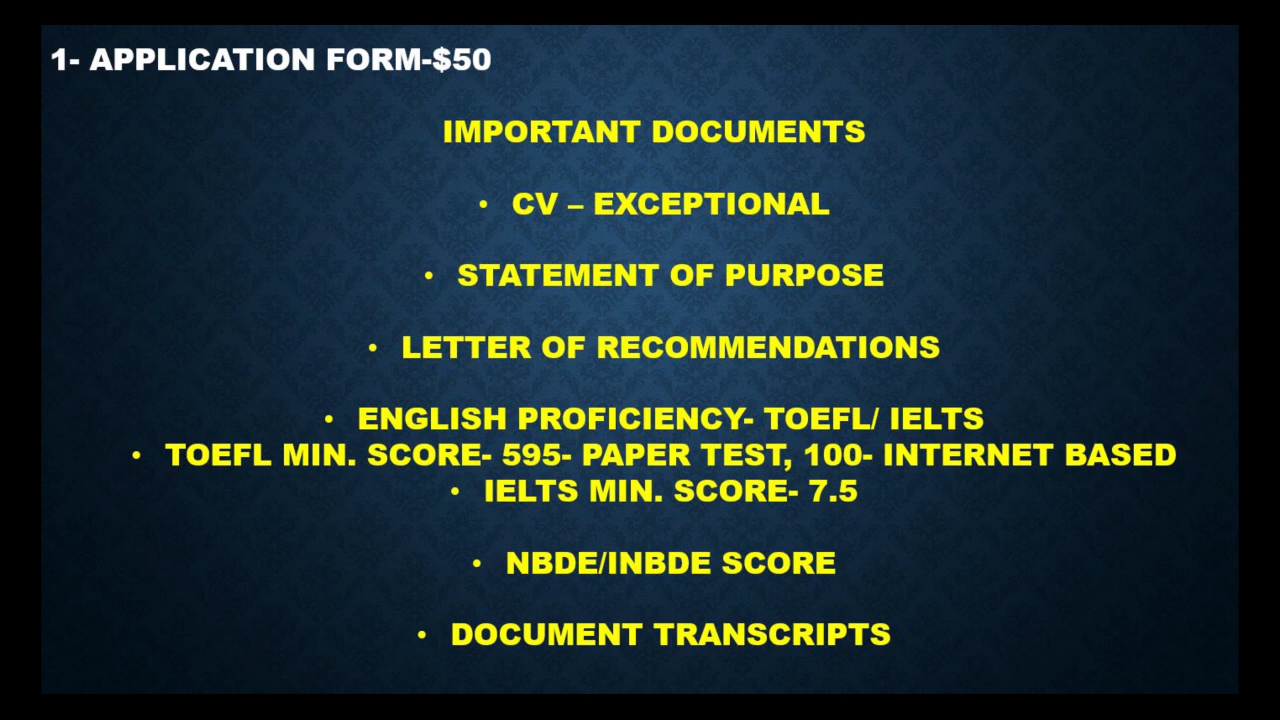 1- APPLICATION FORM-$50
IMPORTANT DOCUMENTS
• CV – EXCEPTIONAL
• STATEMENT OF PURPOSE
• LETTER OF RECOMMENDATIONS
• ENGLISH PROFICIENCY- TOEFL/ IELTS
• TOEFL MIN. SCORE- 595- PAPER TEST, 100- INTERNET BASED
• IELTS MIN. SCORE- 7.5
• NBDE/INBDE SCORE
• DOCUMENT TRANSCRIPTS